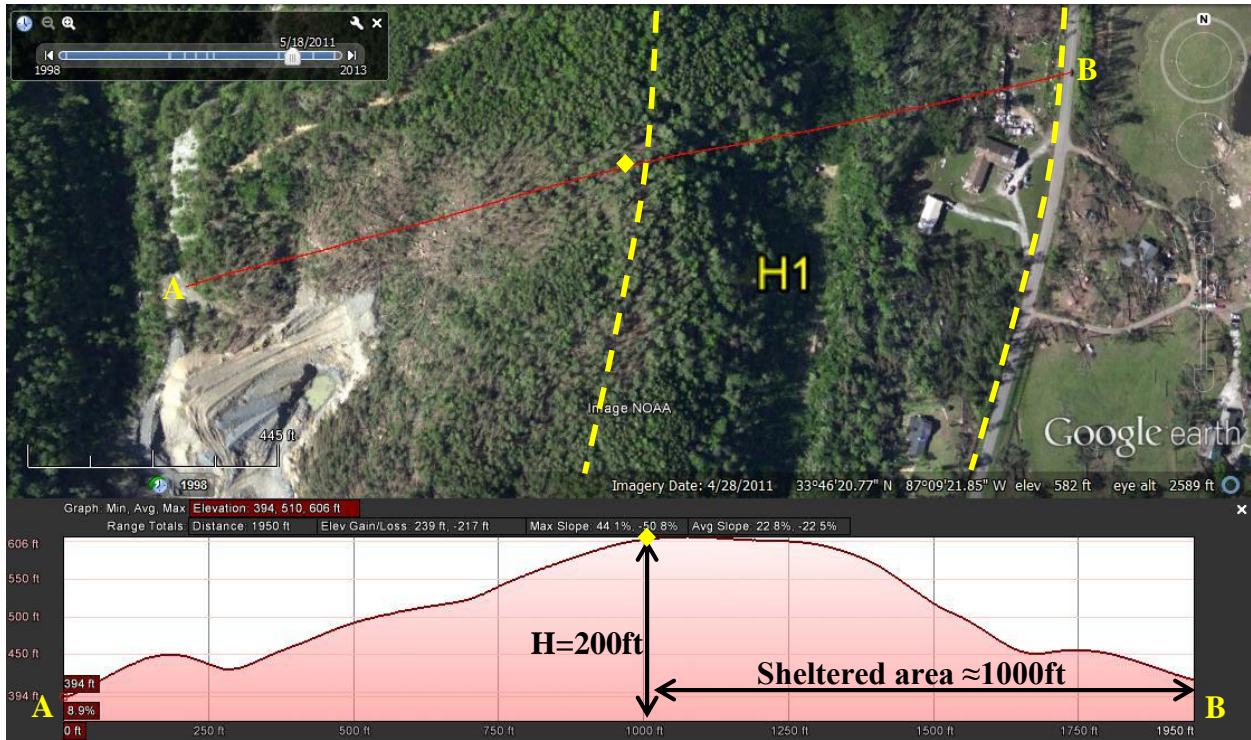 5/18/2011
1998 2013
N
B
A
H1
Image NOAA
445 ft
Google earth
1998
Imagery Date: 4/28/2011 33°46'20.77" N 87°09'21.85" W elev 582 ft eye alt 2589 ft
Graph: Min, Avg, Max Elevation: 394, 510, 606 ft
Range Totals: Distance: 1950 ft Elev Gain/Loss: 239 ft, -217 ft Max Slope: 44.1%, -50.8% Avg Slope: 22.8%, -22.5%
606 ft
550 ft
500 ft
450 ft
394 ft
394 ft
8.9%
H=200ft
Sheltered area ≈1000ft
A B
0 ft 250 ft 500 ft 750 ft 1000 ft 1250 ft 1500 ft 1750 ft 1950 ft